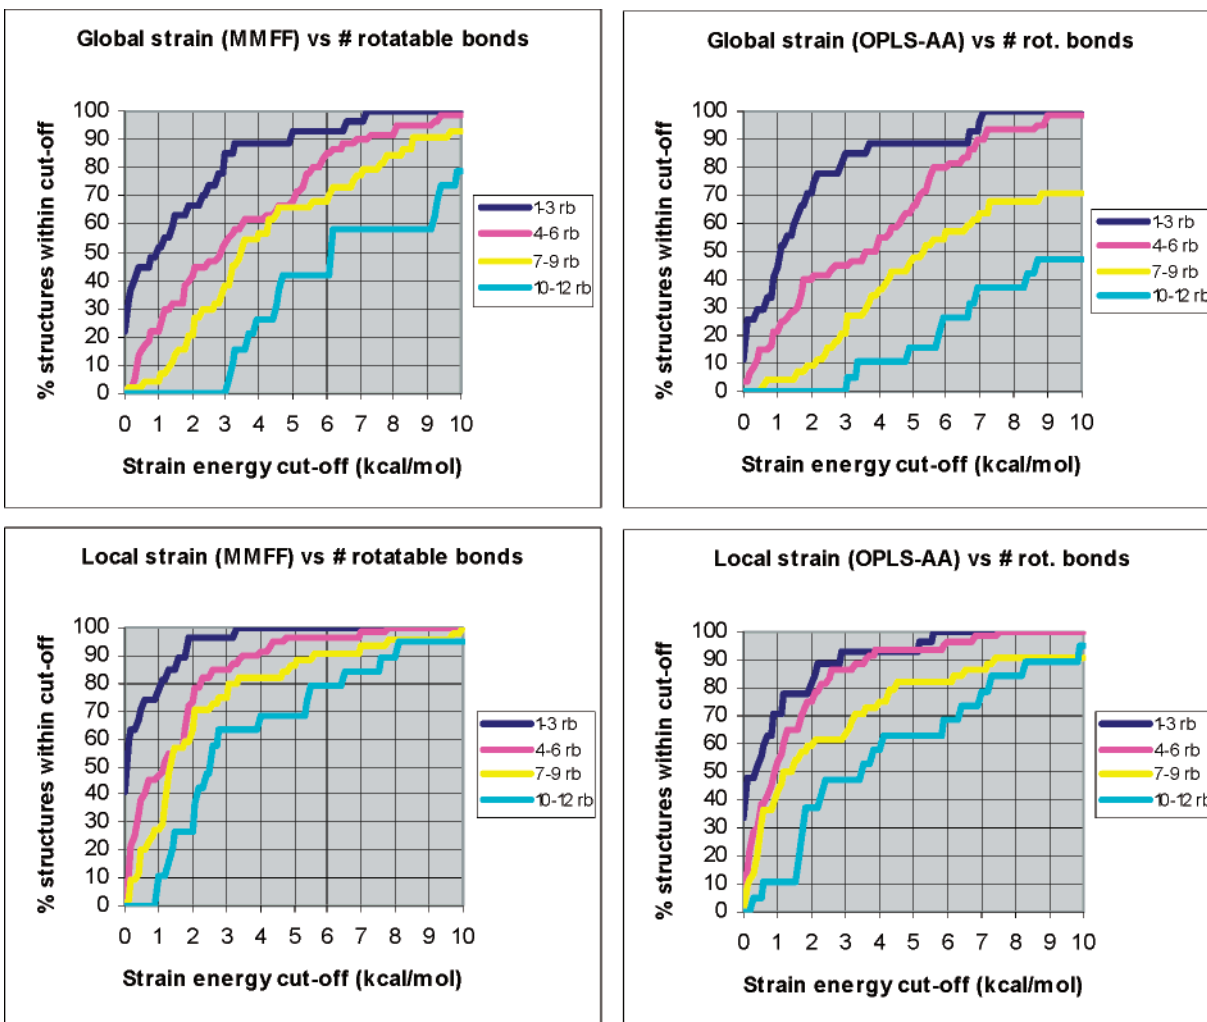 Global strain (MMFF) vs # rotatable bonds
% structures within cut-off
100
90
80
70
60
50
40
30
20
10
0
0 1 2 3 4 5 6 7 8 9 10
Strain energy cut-off (kcal/mol)
1-3 rb
4-6 rb
7-9 rb
10-12 rb
Global strain (OPLS-AA) vs # rot. bonds
% structures within cut-off
100
90
80
70
60
50
40
30
20
10
0
0 1 2 3 4 5 6 7 8 9 10
Strain energy cut-off (kcal/mol)
1-3 rb
4-6 rb
7-9 rb
10-12 rb
Local strain (MMFF) vs # rotatable bonds
% structures within cut-off
100
90
80
70
60
50
40
30
20
10
0
0 1 2 3 4 5 6 7 8 9 10
Strain energy cut-off (kcal/mol)
1-3 rb
4-6 rb
7-9 rb
10-12 rb
Local strain (OPLS-AA) vs # rot. bonds
% structures within cut-off
100
90
80
70
60
50
40
30
20
10
0
0 1 2 3 4 5 6 7 8 9 10
Strain energy cut-off (kcal/mol)
1-3 rb
4-6 rb
7-9 rb
10-12 rb